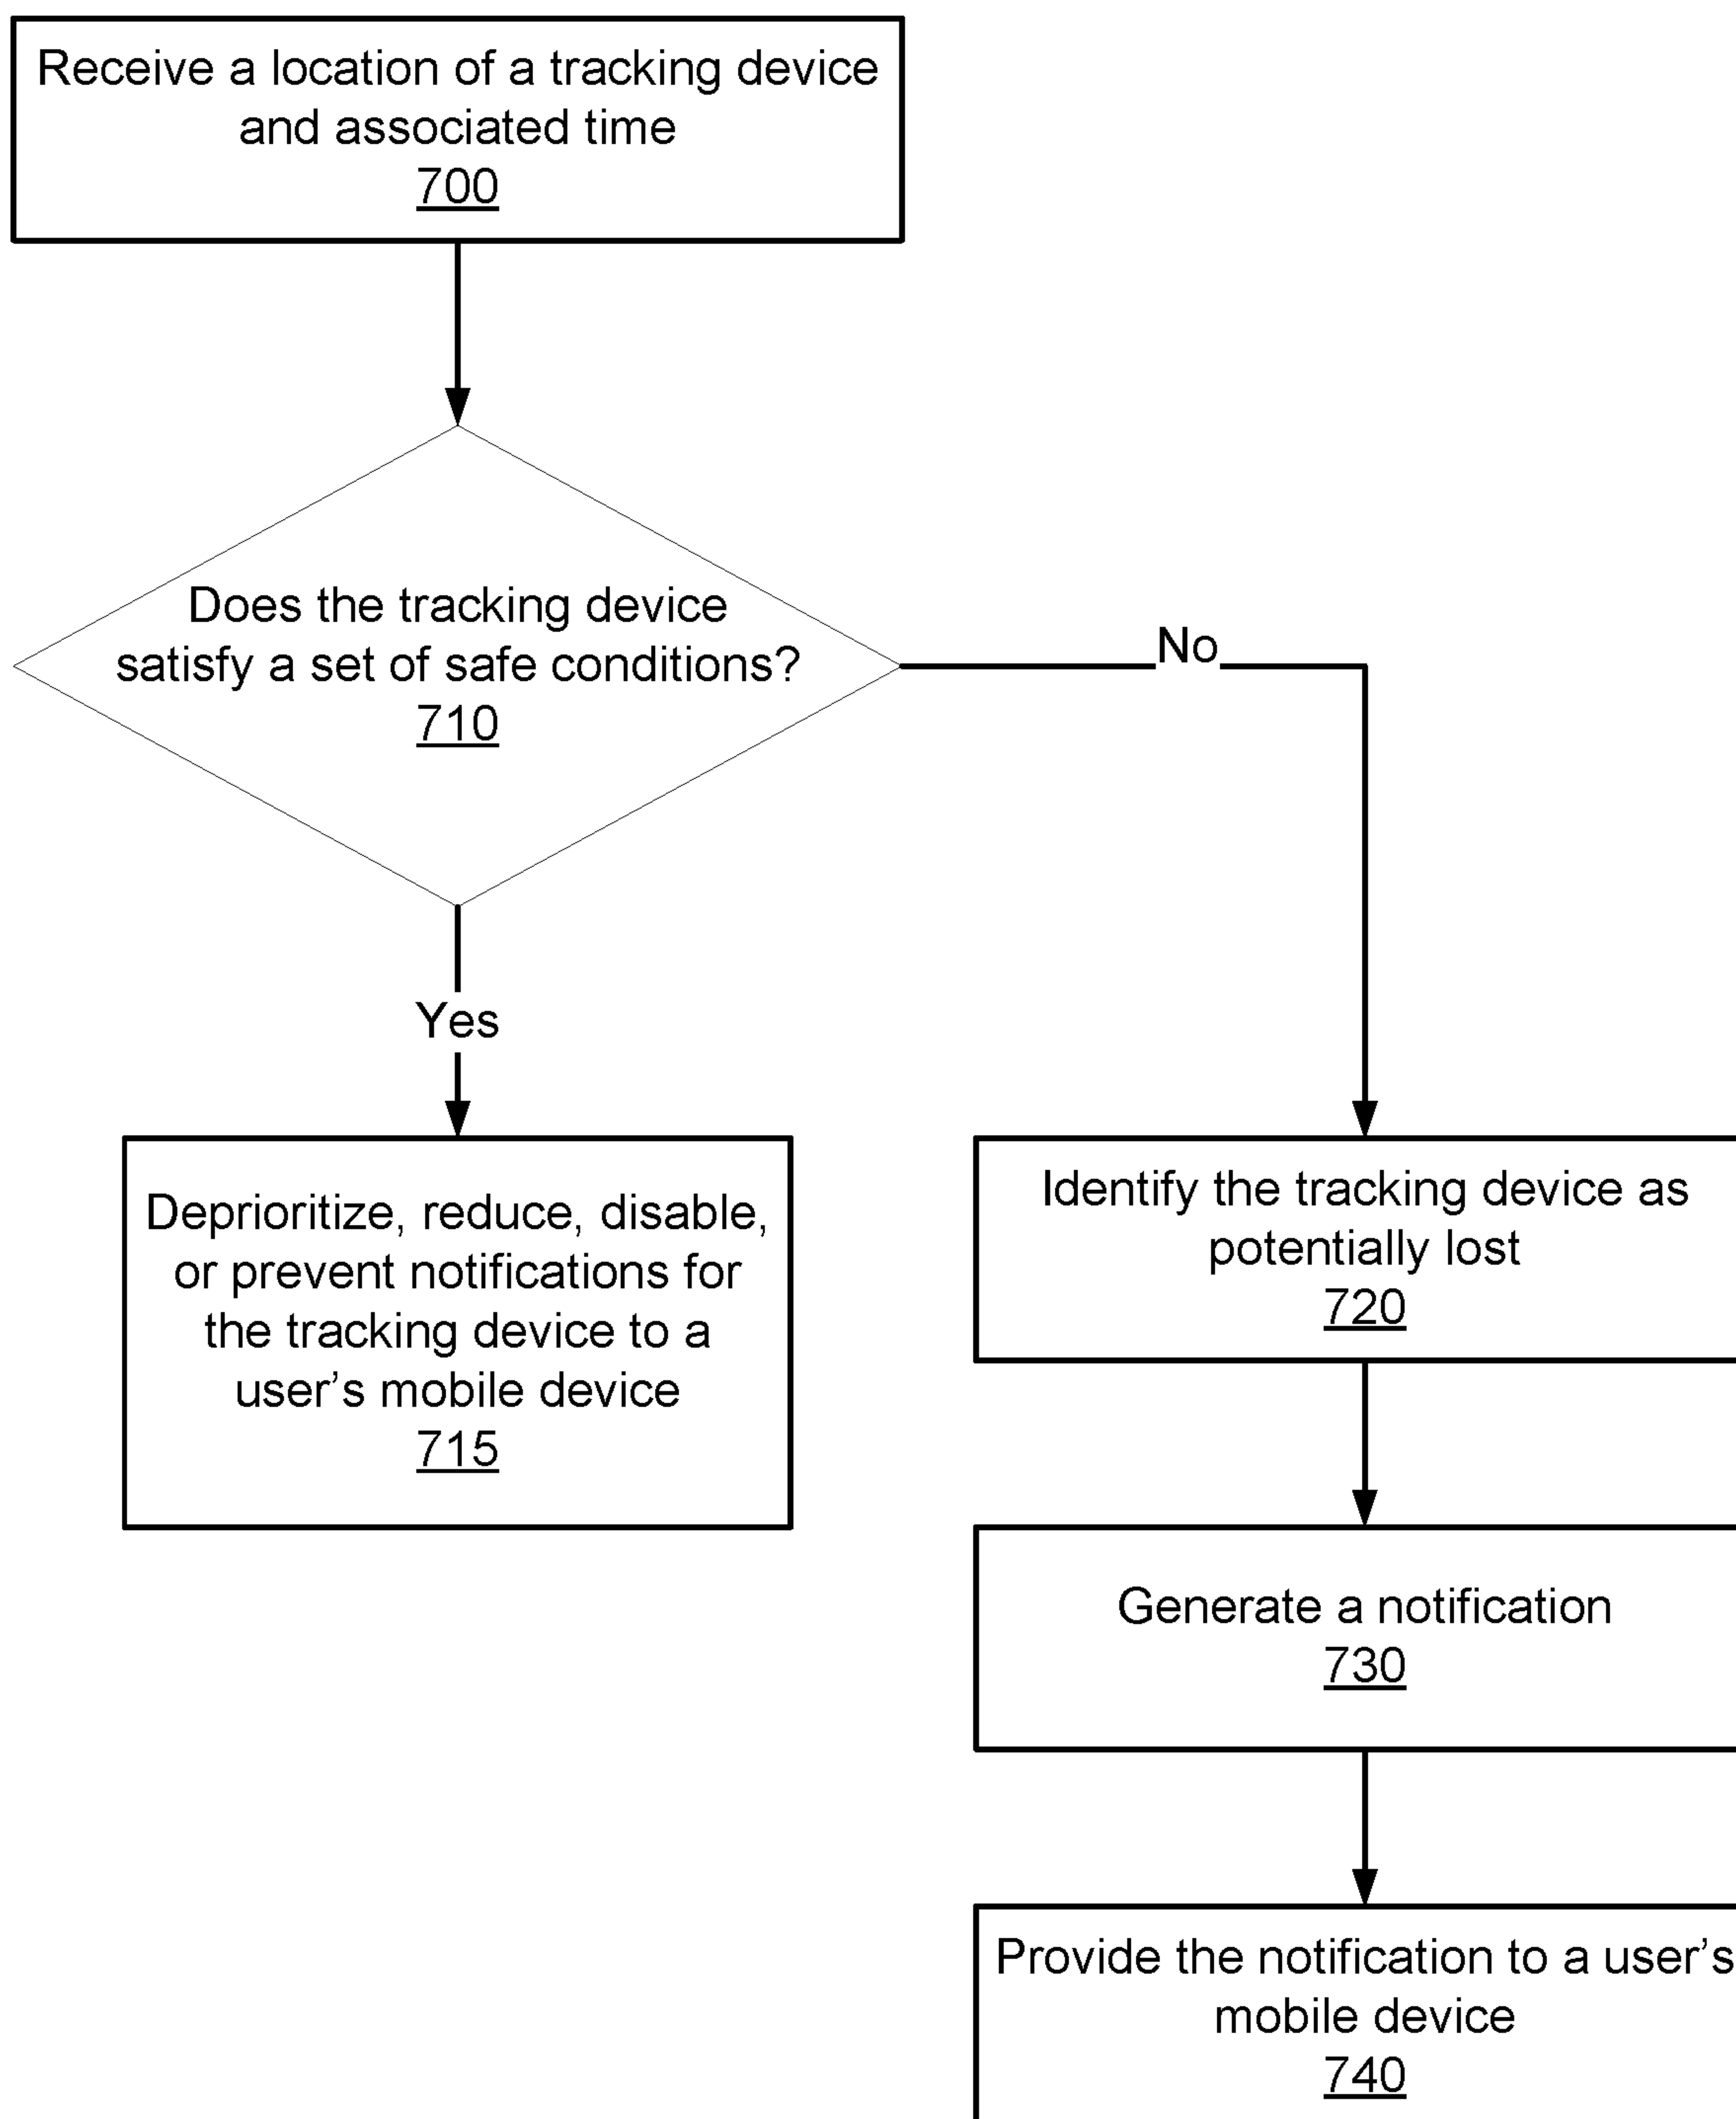 Receive a location of a tracking device
and associated time
700
Does the tracking device
satisfy a set of safe conditions?
710
No
Yes
Deprioritize, reduce, disable,
or prevent notifications for
the tracking device to a
user's mobile device
715
Identify the tracking device as
potentially lost
720
Generate a notification
730
Provide the notification to a user's
mobile device
740